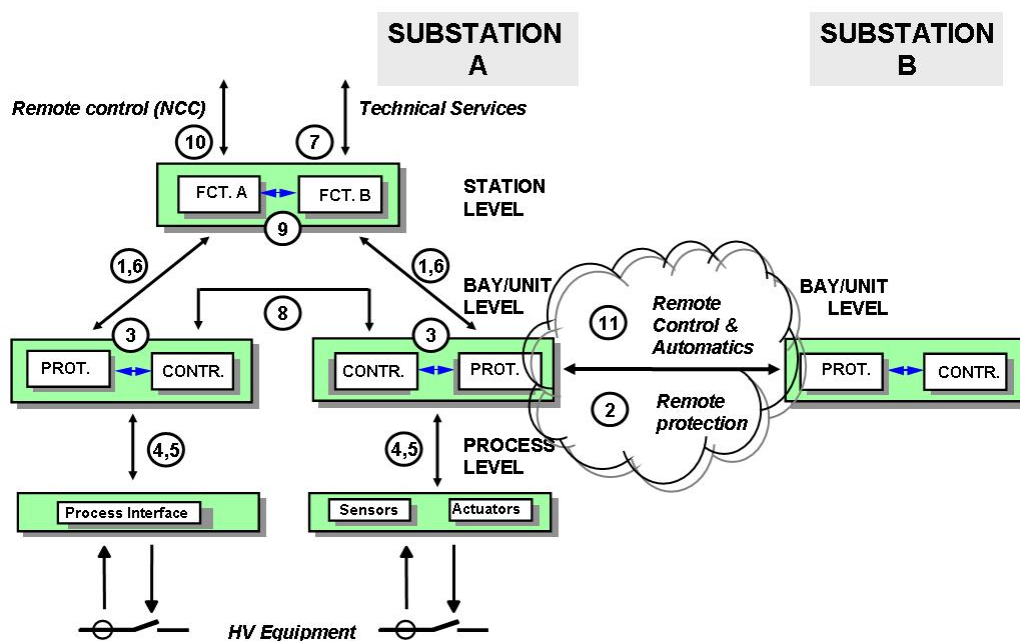 SUBSTATION
A
SUBSTATION
B
Remote control (NCC)
Technical Services
10
7
FCT. A
FCT. B
STATION
LEVEL
9
1,6
1,6
BAY/UNIT
LEVEL
BAY/UNIT
LEVEL
8
11
Remote
Control &
Automatics
3
3
PROT.
CONTR.
CONTR.
PROT.
PROT.
CONTR.
2
Remote
protection
4,5
4,5
PROCESS
LEVEL
Process Interface
Sensors
Actuators
HV Equipment